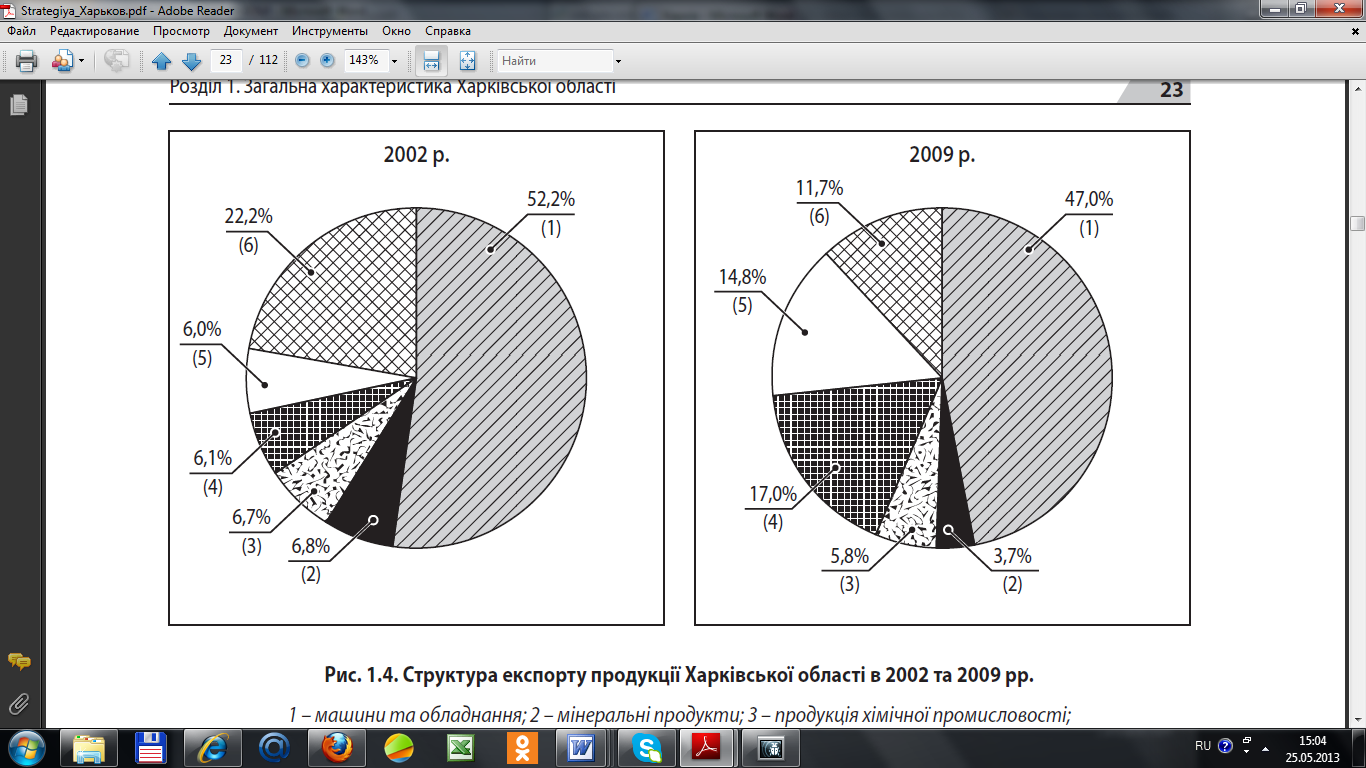 Strategiya_Харьков.pdf - Adobe Reader
Файл Редактирование Просмотр Документ Инструменты Окно Справка
23 / 112 143% Найти
Розділ 1. Загальна характеристика Харківської області 23
2002 р.
52,2%
(1)
22,2%
(6)
6,0%
(5)
6,1%
(4)
6,7%
(3)
6,8%
(2)
2009 р.
11,7%
(6)
47,0%
(1)
14,8%
(5)
17,0%
(4)
5,8%
(3)
3,7%
(2)
Рис. 1.4. Структура експорту продукції Харківської області в 2002 та 2009 рр.
1 – машини та обладнання; 2 – мінеральні продукти; 3 – продукція хімічної промисловості;
RU 15:04
25.05.2013